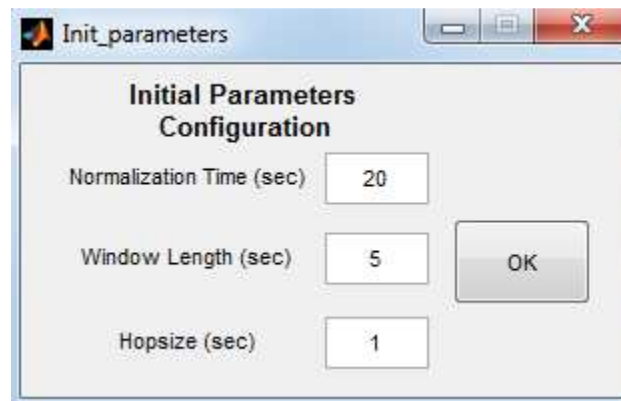 Init_parameters
Initial Parameters
Configuration
Normalization Time (sec) 20
Window Length (sec) 5
OK
Hopsize (sec) 1